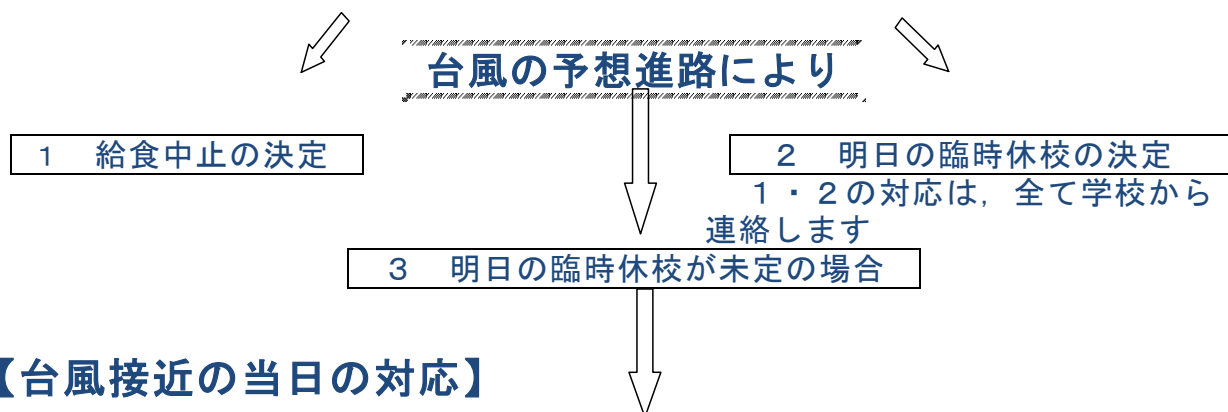 台風の予想進路により
１　給食中止の決定
２　明日の臨時休校の決定
１・２の対応は，全て学校から
連絡します
３　明日の臨時休校が未定の場合
【台風接近の当日の対応】